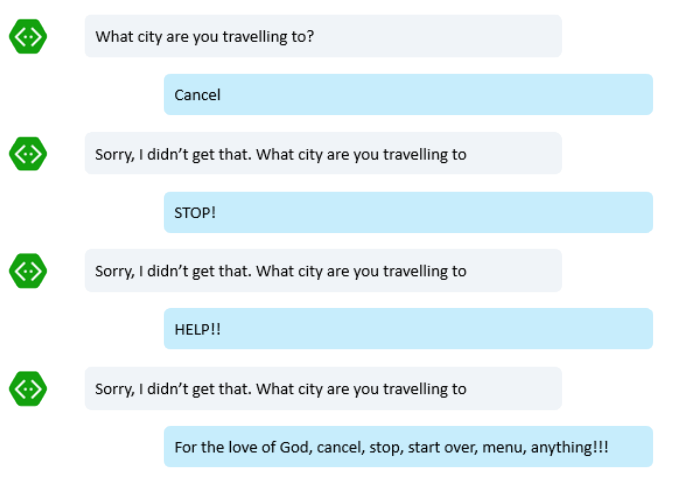 What city are you travelling to?
Cancel
Sorry, I didn’t get that. What city are you travelling to
STOP!
Sorry, I didn’t get that. What city are you travelling to
HELP!!
Sorry, I didn’t get that. What city are you travelling to
For the love of God, cancel, stop, start over, menu, anything!!!